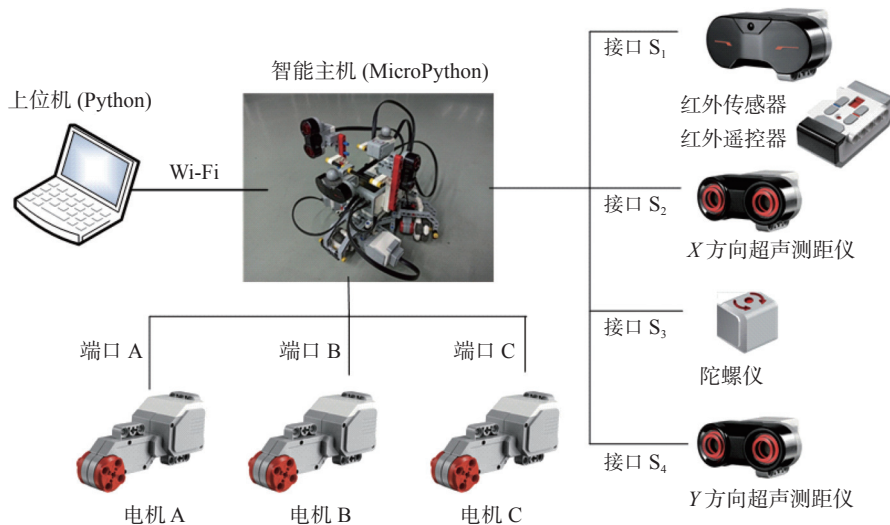 上位机 (Python)
Wi-Fi
智能主机 (MicroPython)
接口 S₁
红外传感器
红外遥控器
接口 S₂
X 方向超声测距仪
接口 S₃
陀螺仪
接口 S₄
Y 方向超声测距仪
端口 A
端口 B
端口 C
电机 A
电机 B
电机 C